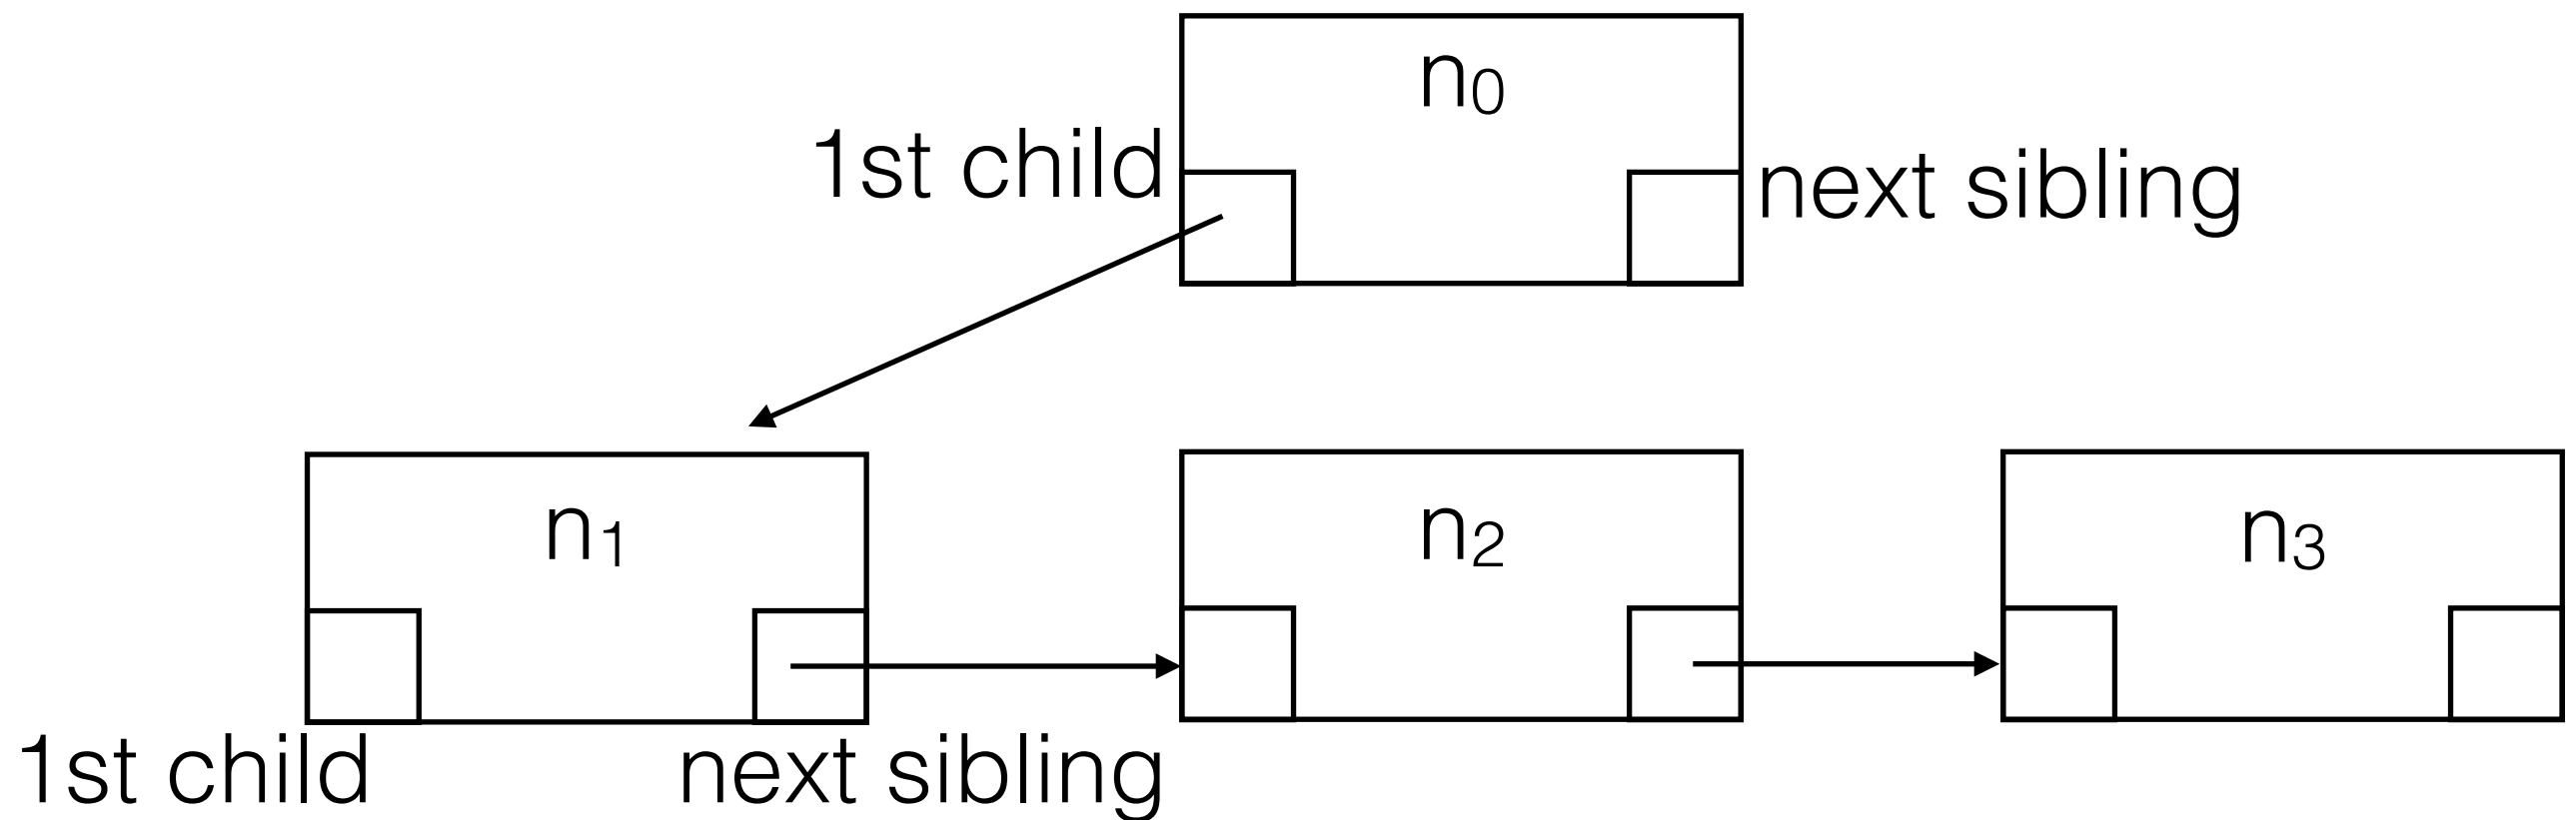 n₀
1st child
next sibling
n₁
n₂
n₃
1st child
next sibling